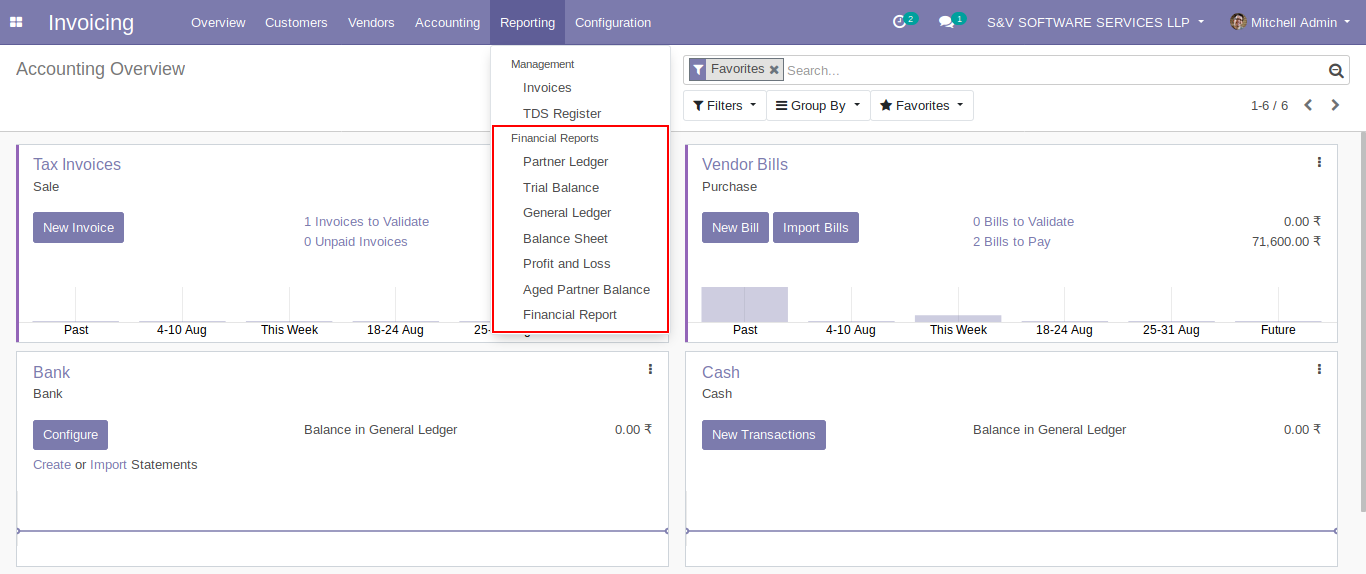 Invoicing Overview Customers Vendors Accounting Reporting Configuration 2 1 S&V SOFTWARE SERVICES LLP Mitchell Admin
Accounting Overview
Favorites Search...
Filters Group By Favorites 1-6 / 6
Management
Invoices
TDS Register
Financial Reports
Partner Ledger
Trial Balance
General Ledger
Balance Sheet
Profit and Loss
Aged Partner Balance
Financial Report
Tax Invoices
Sale
New Invoice
1 Invoices to Validate
0 Unpaid Invoices
Past 4-10 Aug This Week 18-24 Aug
Vendor Bills
Purchase
New Bill Import Bills
0 Bills to Validate 0.00 ₹
2 Bills to Pay 71,600.00 ₹
Past 4-10 Aug This Week 18-24 Aug 25-31 Aug Future
Bank
Bank
Configure
Balance in General Ledger 0.00 ₹
Create or Import Statements
Cash
Cash
New Transactions
Balance in General Ledger 0.00 ₹